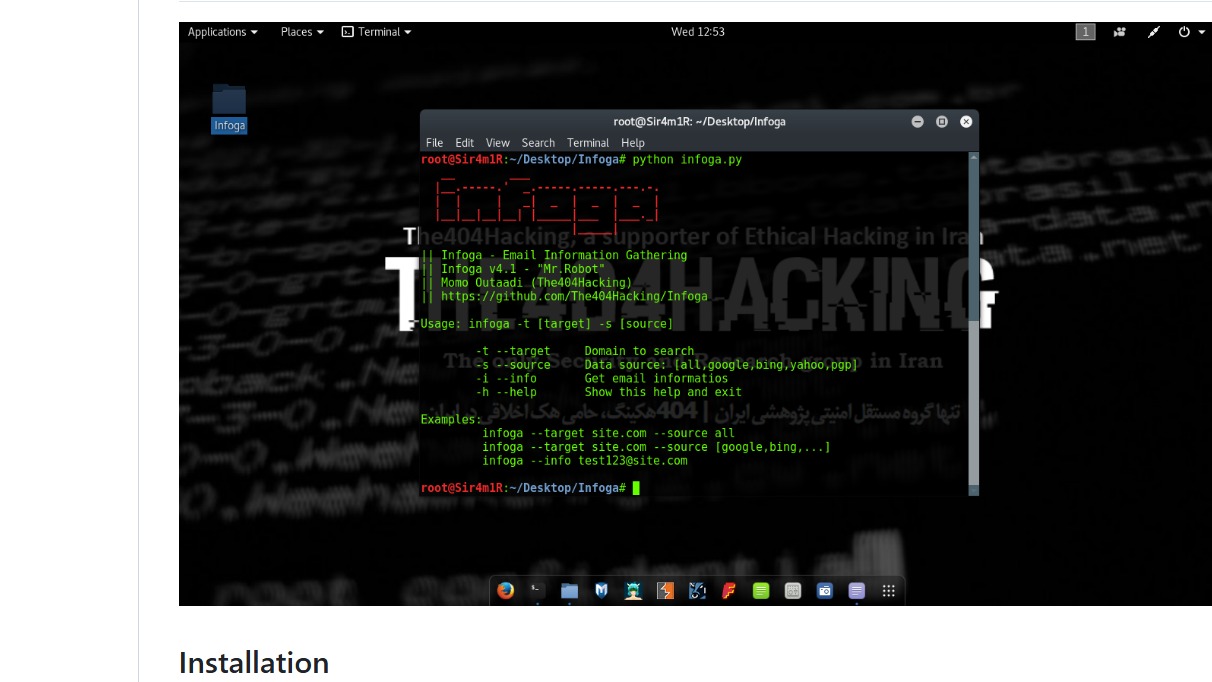 Applications Places Terminal Wed 12:53 1
Infoga
root@Sir4m1R: ~/Desktop/Infoga
File Edit View Search Terminal Help
root@Sir4m1R:~/Desktop/Infoga# python infoga.py
infoga
The404Hacking, a supporter of Ethical Hacking in Iran
|| Infoga - Email Information Gathering
|| Infoga v4.1 - "Mr.Robot"
|| Momo Outaadi (The404Hacking)
|| https://github.com/The404Hacking/Infoga
THE404HACKING
Usage: infoga -t [target] -s [source]
-t --target Domain to search
-s --source Data source: [all,google,bing,yahoo,pgp]
-i --info Get email informatios
-h --help Show this help and exit
The only Security and Research group in Iran
تنها گروه مستقل امنیتی پژوهشی ایران | 404هکینگ، حامی هک اخلاقی در ایران
Examples:
infoga --target site.com --source all
infoga --target site.com --source [google,bing,...]
infoga --info test123@site.com
root@Sir4m1R:~/Desktop/Infoga#
Installation